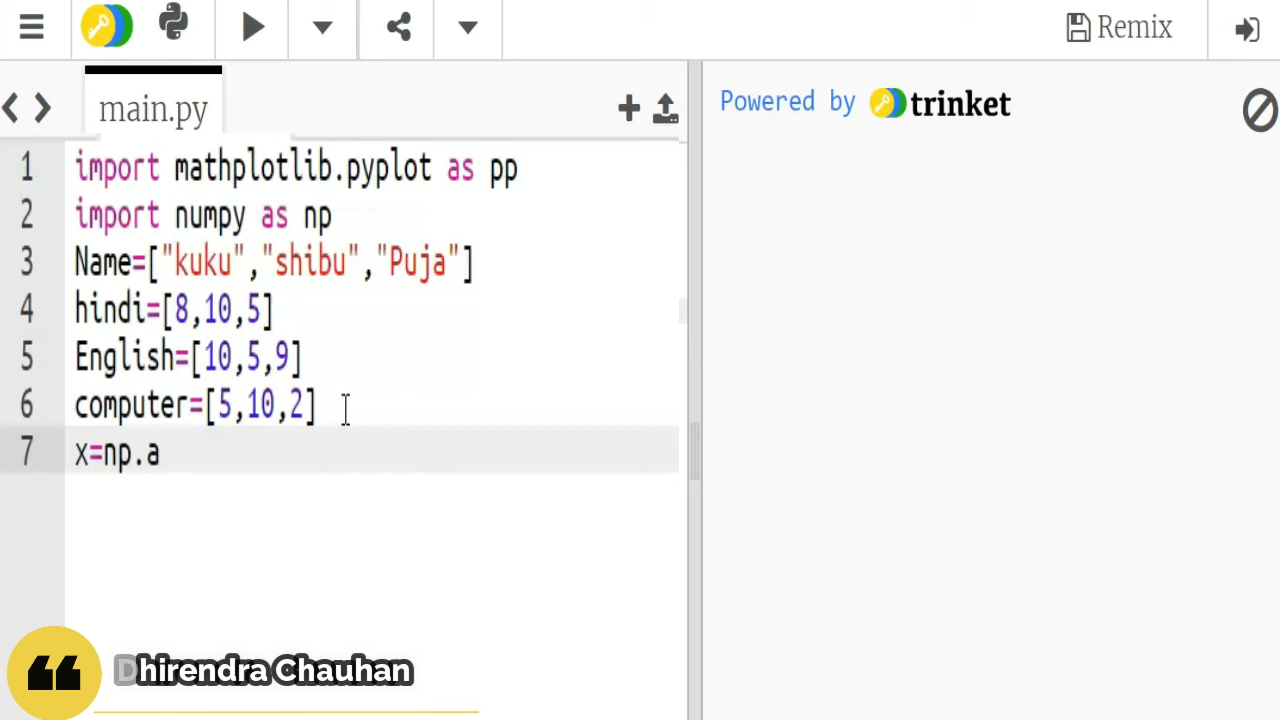 Remix
main.py
Powered by trinket
1 import mathplotlib.pyplot as pp
2 import numpy as np
3 Name=["kuku","shibu","Puja"]
4 hindi=[8,10,5]
5 English=[10,5,9]
6 computer=[5,10,2]
7 x=np.a
Dhirendra Chauhan